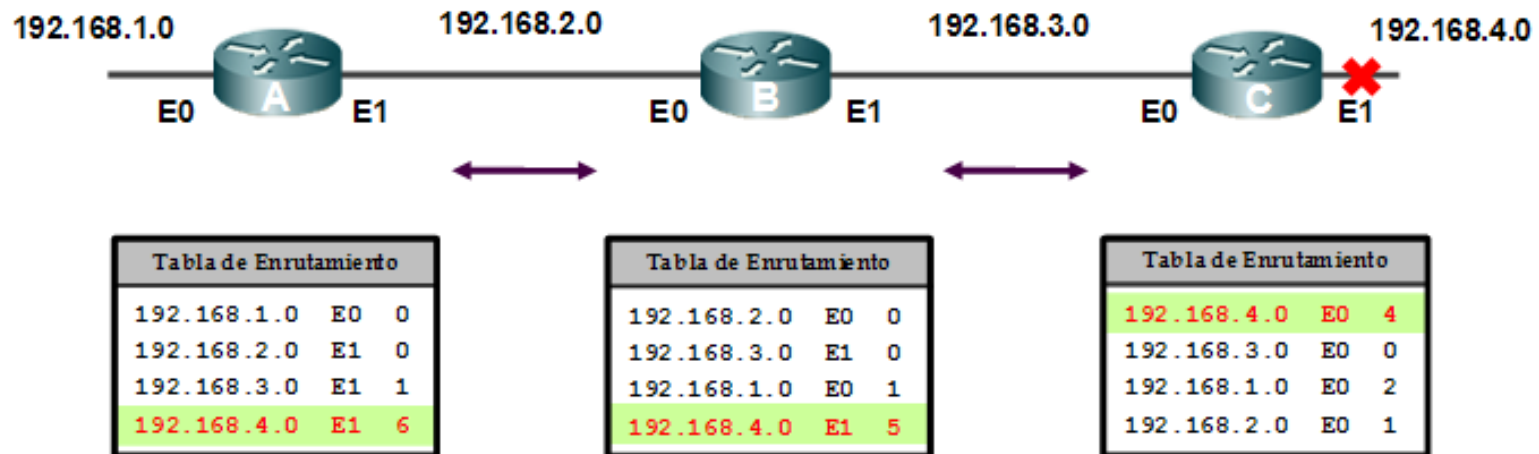 192.168.1.0 192.168.2.0 192.168.3.0 192.168.4.0
A B C
E0 E1 E0 E1 E0 E1
Tabla de Enrutamiento
192.168.1.0 E0 0
192.168.2.0 E1 0
192.168.3.0 E1 1
192.168.4.0 E1 6
Tabla de Enrutamiento
192.168.2.0 E0 0
192.168.3.0 E1 0
192.168.1.0 E0 1
192.168.4.0 E1 5
Tabla de Enrutamiento
192.168.4.0 E0 4
192.168.3.0 E0 0
192.168.1.0 E0 2
192.168.2.0 E0 1